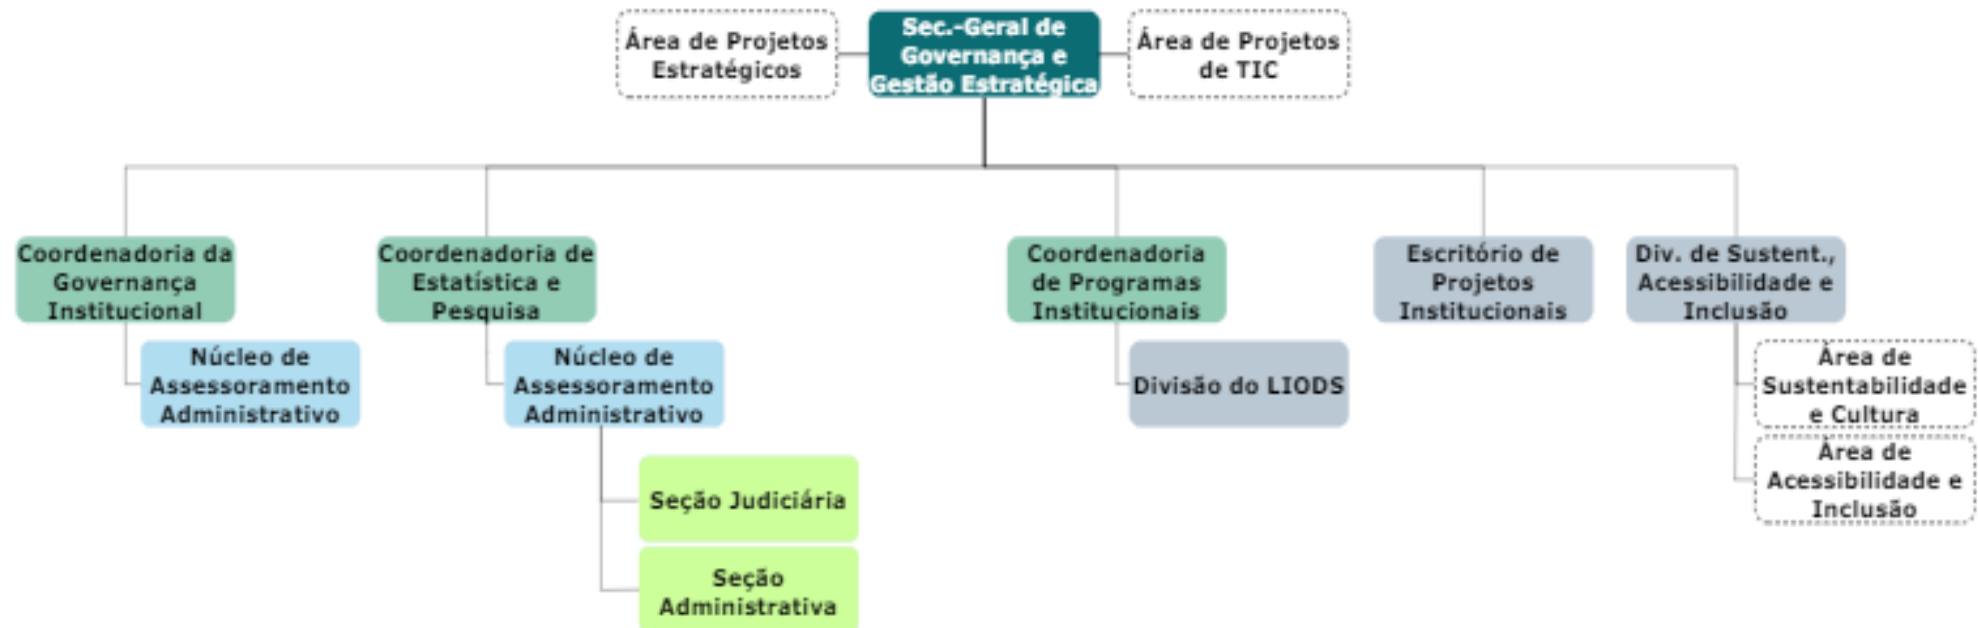 Área de Projetos
Estratégicos
Sec.-Geral de
Governança e
Gestão Estratégica
Área de Projetos
de TIC
Coordenadoria da
Governança
Institucional
Coordenadoria de
Estatística e
Pesquisa
Coordenadoria
de Programas
Institucionais
Escritório de
Projetos
Institucionais
Div. de Sustent.,
Acessibilidade e
Inclusão
Núcleo de
Assessoramento
Administrativo
Núcleo de
Assessoramento
Administrativo
Divisão do LIODS
Área de
Sustentabilidade
e Cultura
Área de
Acessibilidade e
Inclusão
Seção Judiciária
Seção
Administrativa